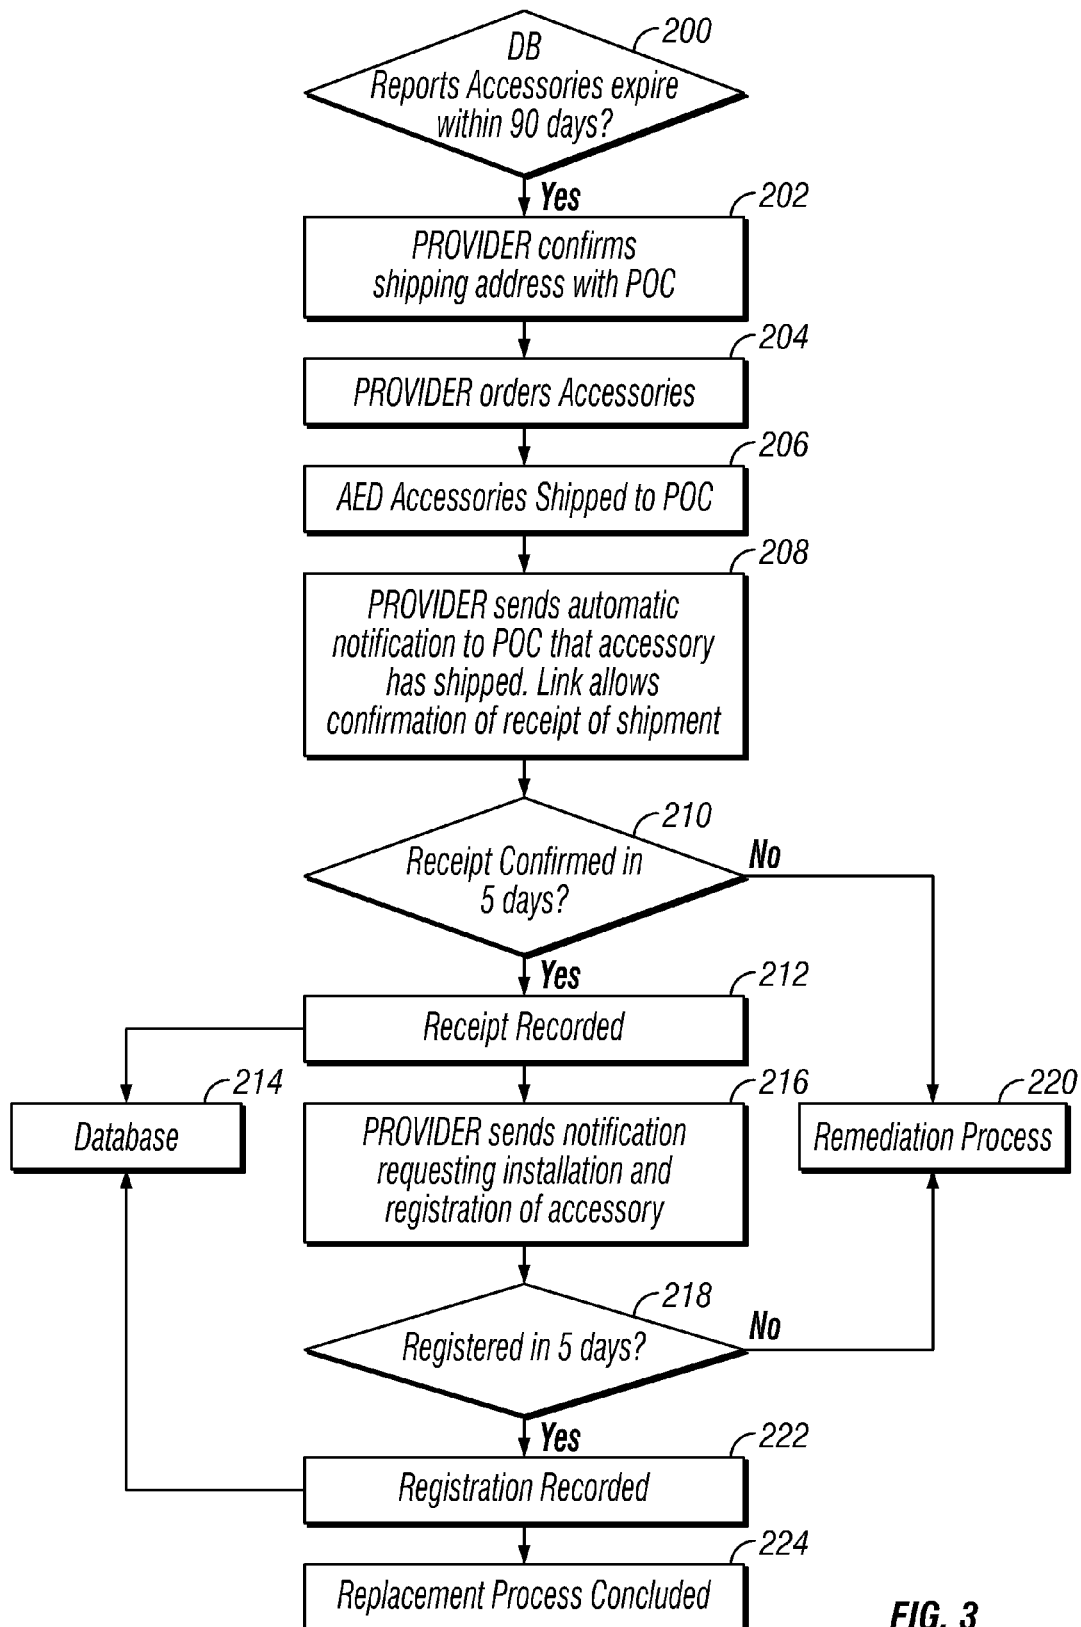 200
DB
Reports Accessories expire
within 90 days?
Yes
202
PROVIDER confirms
shipping address with POC
204
PROVIDER orders Accessories
206
AED Accessories Shipped to POC
208
PROVIDER sends automatic
notification to POC that accessory
has shipped. Link allows
confirmation of receipt of shipment
210
Receipt Confirmed in
5 days?
No
Yes
212
Receipt Recorded
214
Database
216
PROVIDER sends notification
requesting installation and
registration of accessory
220
Remediation Process
218
Registered in 5 days?
No
Yes
222
Registration Recorded
224
Replacement Process Concluded
FIG. 3